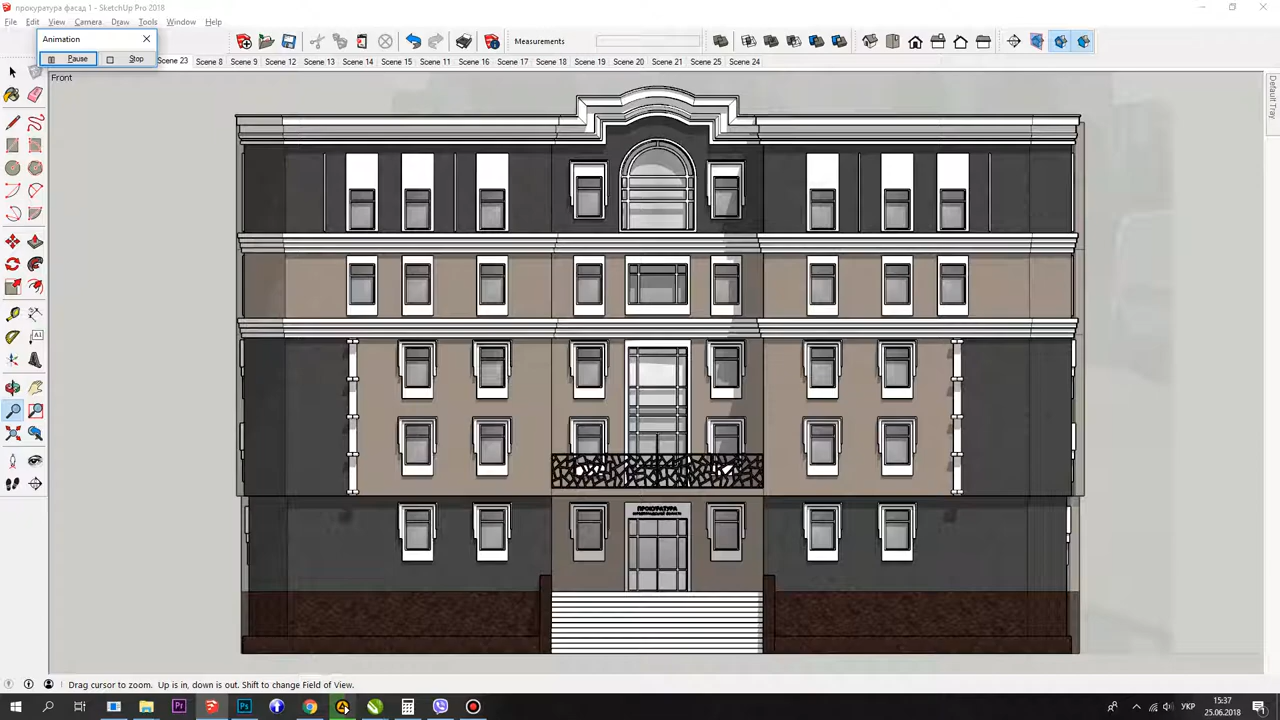 прокуратура фасад 1 - SketchUp Pro 2018
File Edit View Camera Draw Tools Window Help
Animation
Pause Stop
Measurements
Scene 23 Scene 8 Scene 9 Scene 12 Scene 13 Scene 14 Scene 15 Scene 11 Scene 16 Scene 17 Scene 18 Scene 19 Scene 20 Scene 21 Scene 25 Scene 24
Front
Default Tray
ПРОКУРАТУРА
Drag cursor to zoom. Up is in, down is out. Shift to change Field of View.
УКР
15:37
25.06.2018